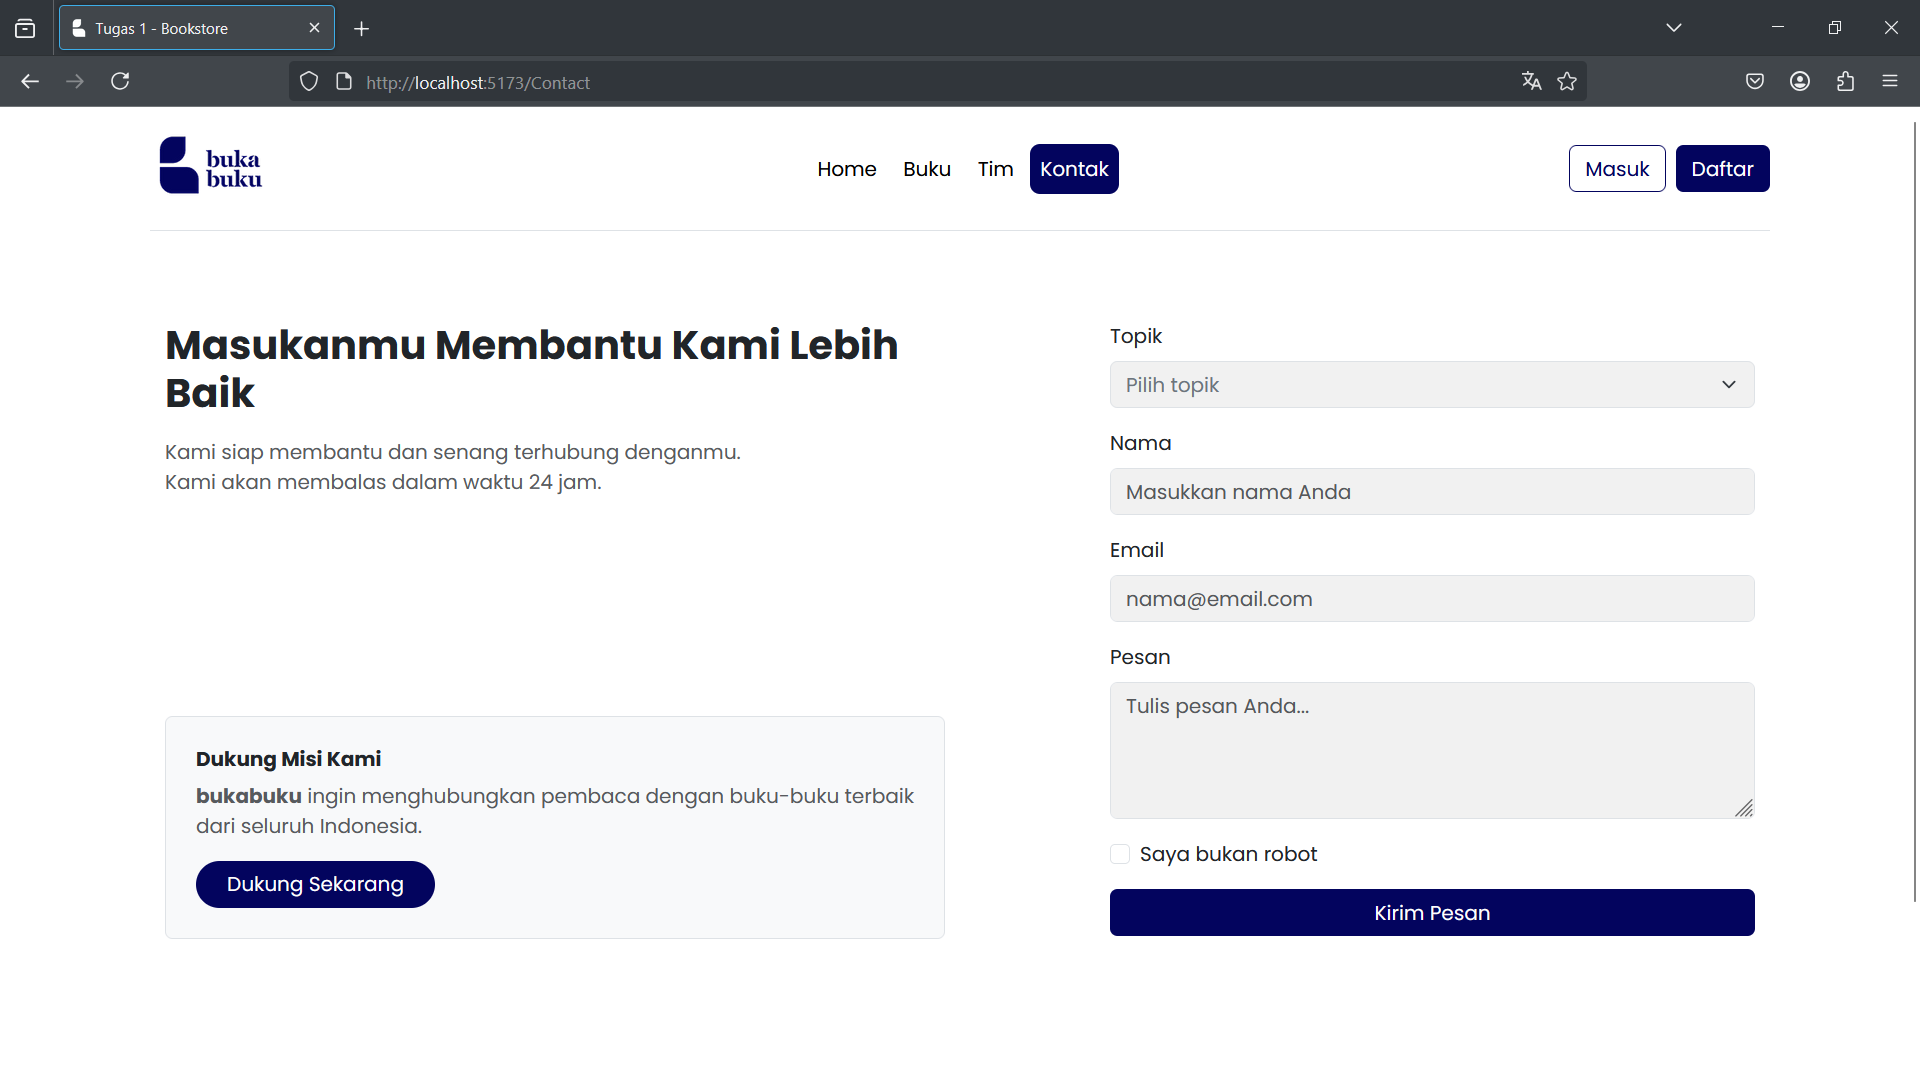 Tugas 1 - Bookstore
http://localhost:5173/Contact
buka
buku
Home Buku Tim Kontak
Masuk Daftar
Masukanmu Membantu Kami Lebih
Baik
Kami siap membantu dan senang terhubung denganmu.
Kami akan membalas dalam waktu 24 jam.
Dukung Misi Kami
bukabuku ingin menghubungkan pembaca dengan buku-buku terbaik
dari seluruh Indonesia.
Dukung Sekarang
Topik
Pilih topik
Nama
Masukkan nama Anda
Email
nama@email.com
Pesan
Tulis pesan Anda...
Saya bukan robot
Kirim Pesan